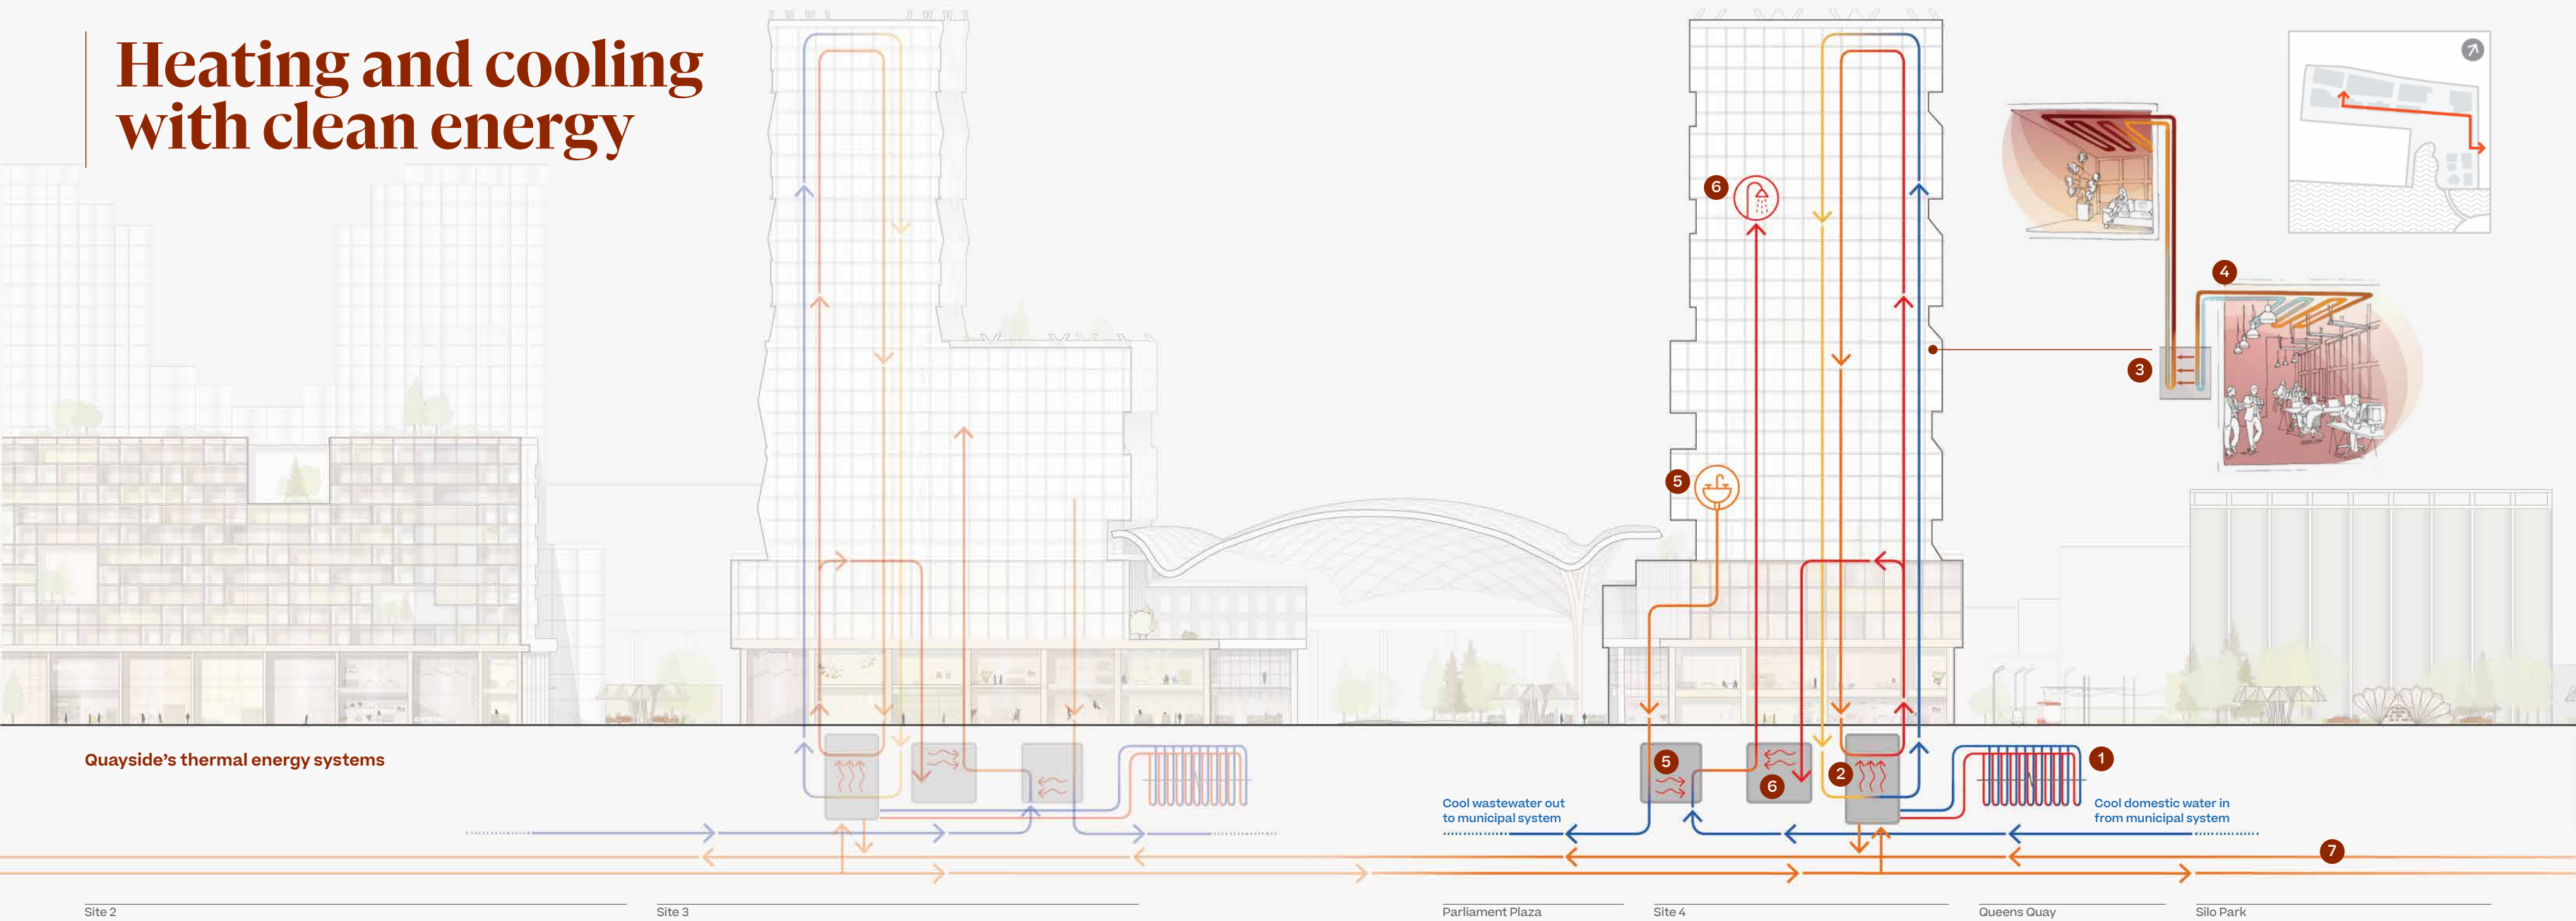 Heating and cooling
with clean energy
6
4
3
5
Quayside’s thermal energy systems
5
6
2
1
Cool wastewater out
to municipal system
Cool domestic water in
from municipal system
7
Site 2
Site 3
Parliament Plaza
Site 4
Queens Quay
Silo Park